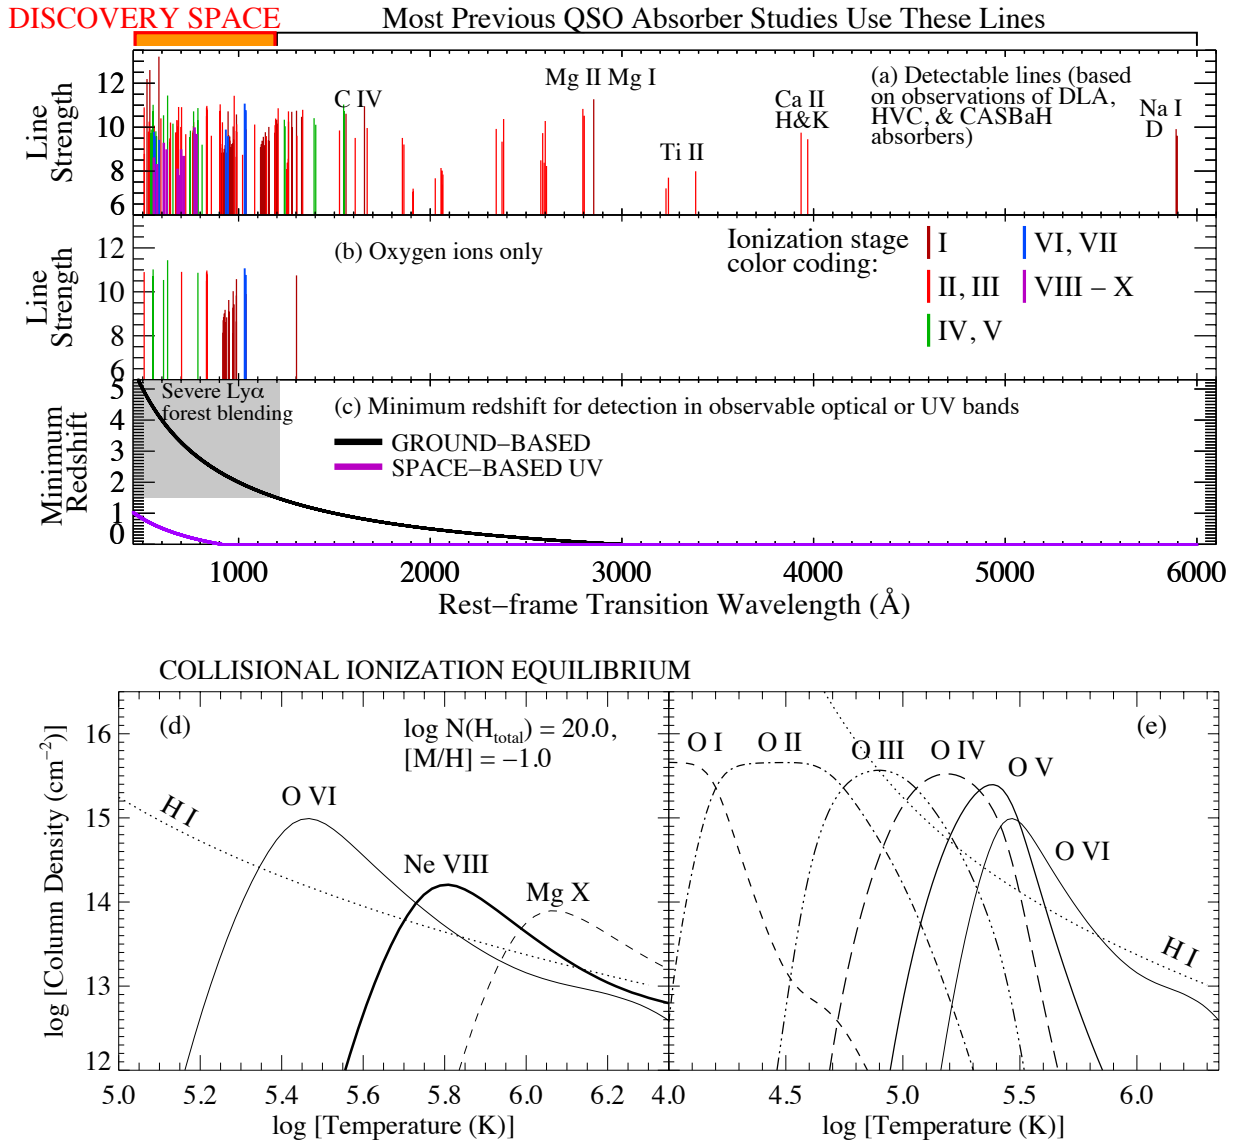 DISCOVERY SPACE
Most Previous QSO Absorber Studies Use These Lines
Line Strength
12
10
8
6
C IV
Mg II Mg I
Ti II
Ca II
H&K
Na I
D
(a) Detectable lines (based
on observations of DLA,
HVC, & CASBaH
absorbers)
Line Strength
12
10
8
6
(b) Oxygen ions only
Ionization stage
color coding:
I
II, III
IV, V
VI, VII
VIII – X
Minimum Redshift
5
4
3
2
1
0
Severe Lyα
forest blending
(c) Minimum redshift for detection in observable optical or UV bands
GROUND–BASED
SPACE–BASED UV
1000 2000 3000 4000 5000 6000
Rest–frame Transition Wavelength (Å)
COLLISIONAL IONIZATION EQUILIBRIUM
log [Column Density (cm⁻²)]
16
15
14
13
12
(d)
log N(H_total) = 20.0,
[M/H] = –1.0
H I
O VI
Ne VIII
Mg X
5.0 5.2 5.4 5.6 5.8 6.0 6.2
log [Temperature (K)]
(e)
O I
O II
O III
O IV
O V
O VI
H I
4.0 4.5 5.0 5.5 6.0
log [Temperature (K)]